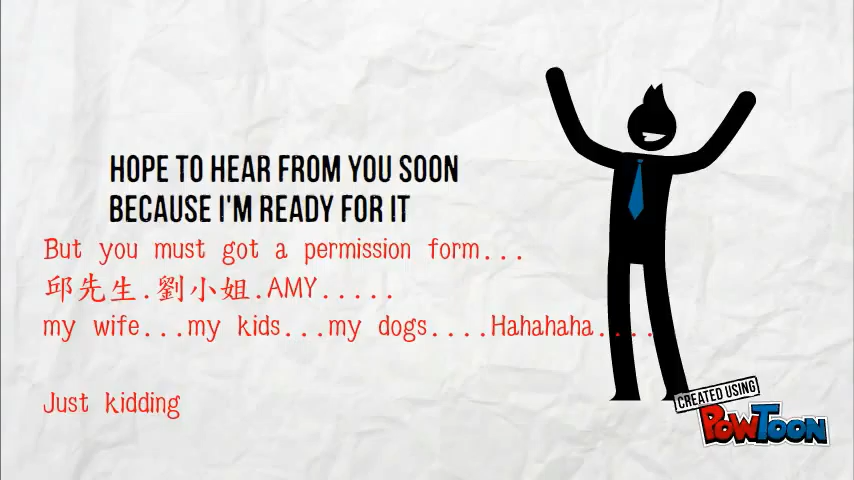 HOPE TO HEAR FROM YOU SOON
BECAUSE I'M READY FOR IT
But you must got a permission form...
邱先生.劉小姐.AMY.....
my wife...my kids...my dogs....Hahahaha.....
Just kidding
CREATED USING
POWTOON